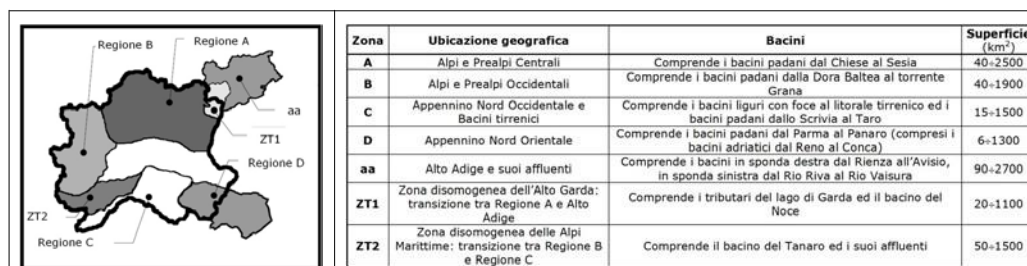 Regione B
Regione A
aa
ZT1
Regione D
ZT2
Regione C
Zona Ubicazione geografica Bacini Superficie
(km²)
A Alpi e Prealpi Centrali Comprende i bacini padani dal Chiese al Sesia 40÷2500
B Alpi e Prealpi Occidentali Comprende i bacini padani dalla Dora Baltea al torrente
Grana 40÷1900
C Appennino Nord Occidentale e
Bacini tirrenici Comprende i bacini liguri con foce al litorale tirrenico ed i
bacini padani dallo Scrivia al Taro 15÷1500
D Appennino Nord Orientale Comprende i bacini padani dal Parma al Panaro (compresi i
bacini adriatici dal Reno al Conca) 6÷1300
aa Alto Adige e suoi affluenti Comprende i bacini in sponda destra dal Rienza all'Avisio,
in sponda sinistra dal Rio Riva al Rio Vaisura 90÷2700
ZT1 Zona disomogenea dell'Alto Garda:
transizione tra Regione A e Alto
Adige Comprende i tributari del lago di Garda ed il bacino del
Noce 20÷1100
ZT2 Zona disomogenea delle Alpi
Marittime: transizione tra Regione B
e Regione C Comprende il bacino del Tanaro ed i suoi affluenti 50÷1500